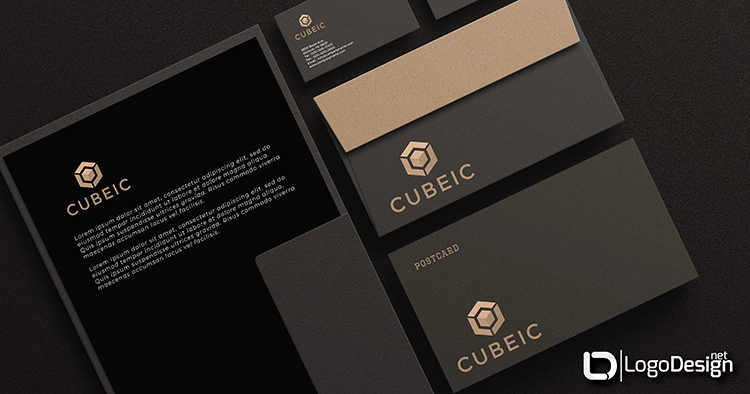 CUBEIC
CUBEIC
Lorem ipsum dolor sit amet, consectetur adipiscing elit, sed do
eiusmod tempor incididunt ut labore et dolore magna aliqua.
Quis ipsum suspendisse ultrices gravida. Risus commodo viverra
maecenas accumsan lacus vel facilisis.
Lorem ipsum dolor sit amet, consectetur adipiscing elit, sed do
eiusmod tempor incididunt ut labore et dolore magna aliqua.
Quis ipsum suspendisse ultrices gravida. Risus commodo viverra
maecenas accumsan lacus vel facilisis.
CUBEIC
POSTCARD
CUBEIC
LogoDesign
.net